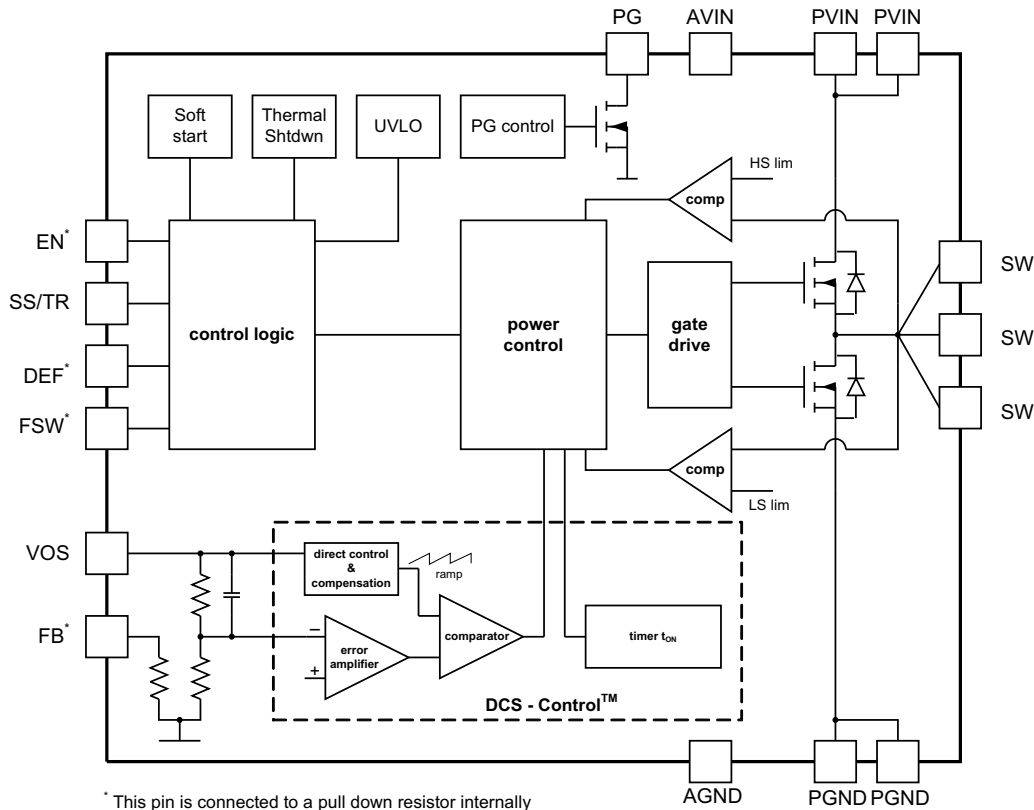 PG
AVIN
PVIN
PVIN
Soft
start
Thermal
Shtdwn
UVLO
PG control
HS lim
comp
EN*
SS/TR
DEF*
FSW*
control logic
power
control
gate
drive
SW
SW
SW
comp
LS lim
VOS
FB*
direct control
&
compensation
ramp
comparator
error
amplifier
timer tON
DCS - Control™
AGND
PGND
PGND
* This pin is connected to a pull down resistor internally